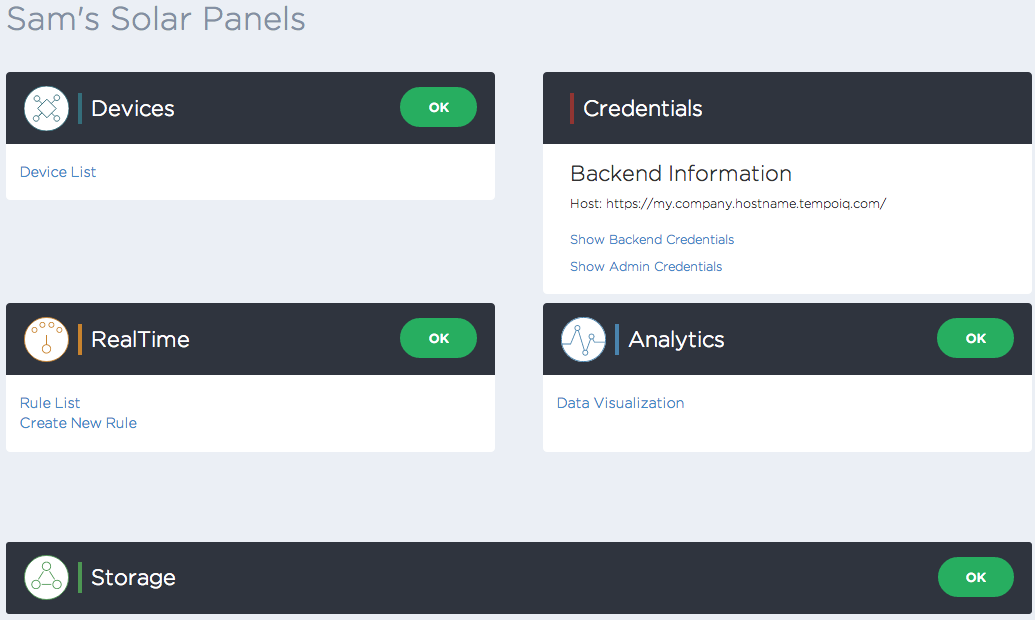 Sam's Solar Panels
Devices
OK
Device List
Credentials
Backend Information
Host: https://my.company.hostname.tempoiq.com/
Show Backend Credentials
Show Admin Credentials
RealTime
OK
Rule List
Create New Rule
Analytics
OK
Data Visualization
Storage
OK